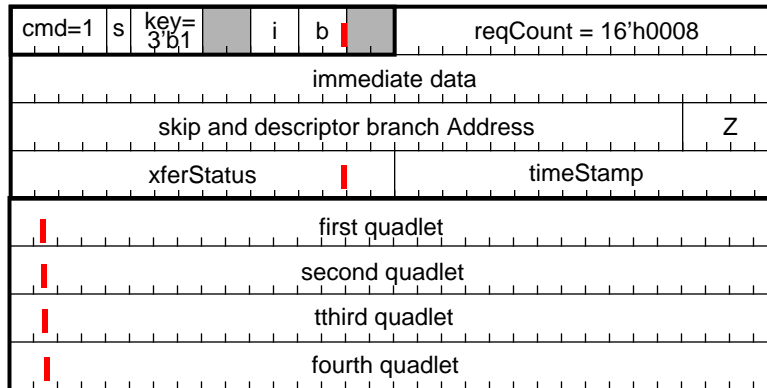 cmd=1 s key= 3'b1 i b reqCount = 16'h0008
immediate data
skip and descriptor branch Address Z
xferStatus timeStamp
first quadlet
second quadlet
tthird quadlet
fourth quadlet